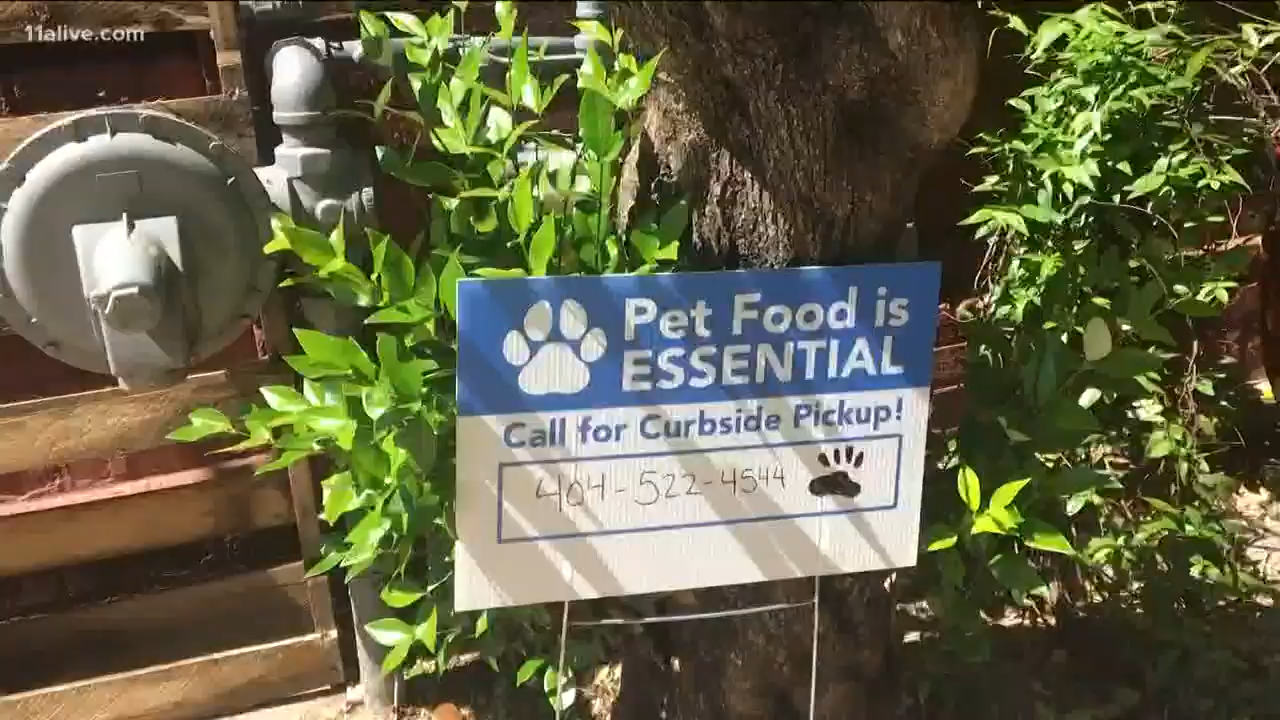 11alive.com
Pet Food is
ESSENTIAL
Call for Curbside Pickup!
404-522-4544